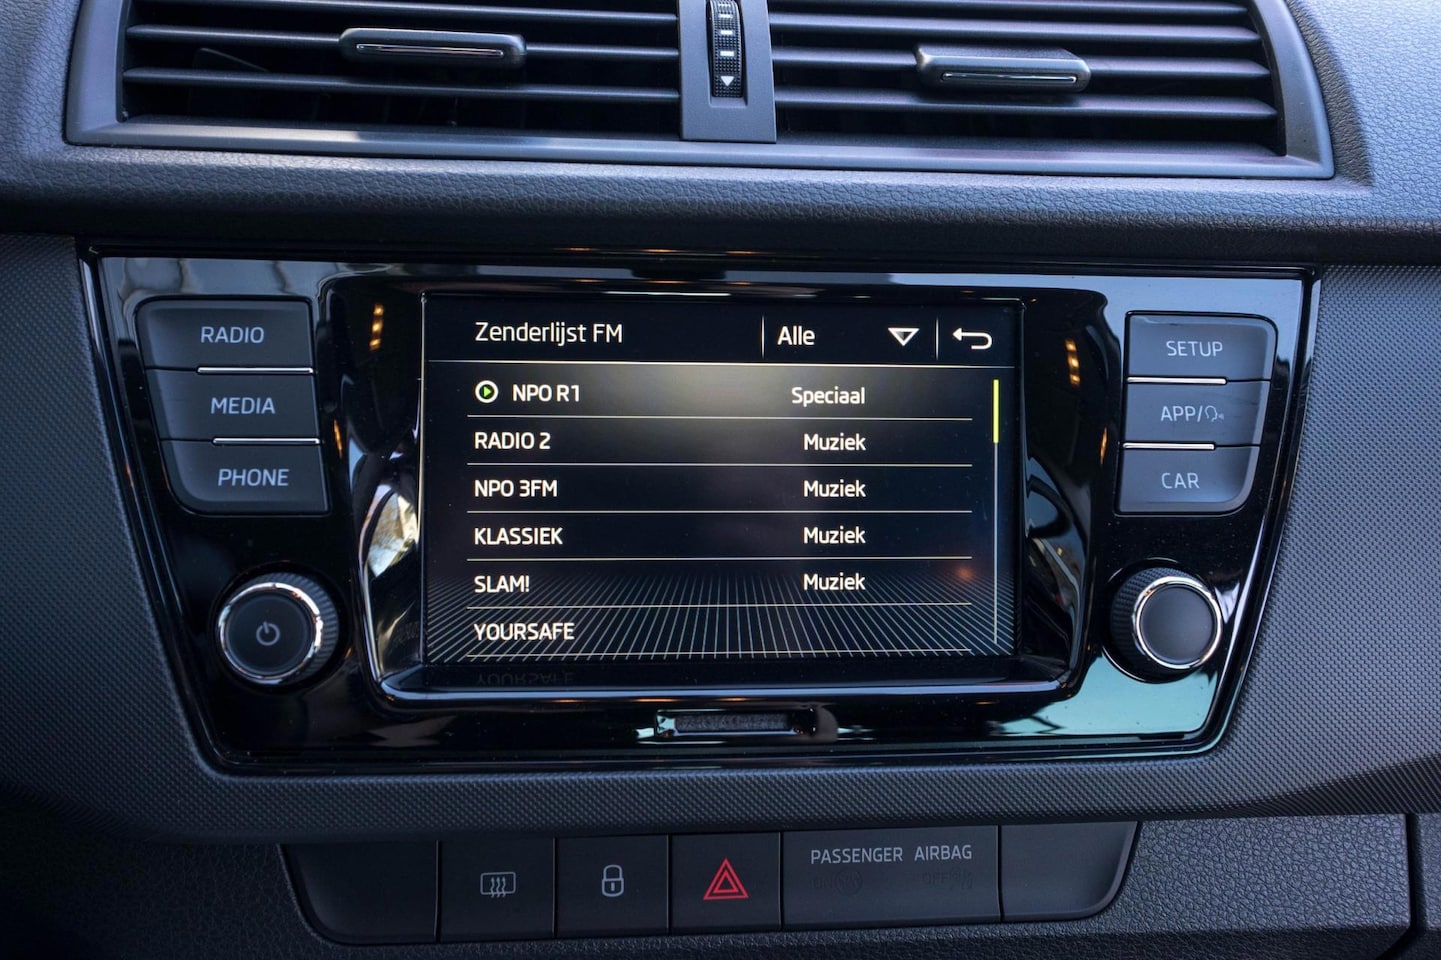 RADIO
MEDIA
PHONE
Zenderlijst FM Alle
NPO R1 Speciaal
RADIO 2 Muziek
NPO 3FM Muziek
KLASSIEK Muziek
SLAM! Muziek
YOURSAFE
SETUP
APP/
CAR
PASSENGER AIRBAG
OFF